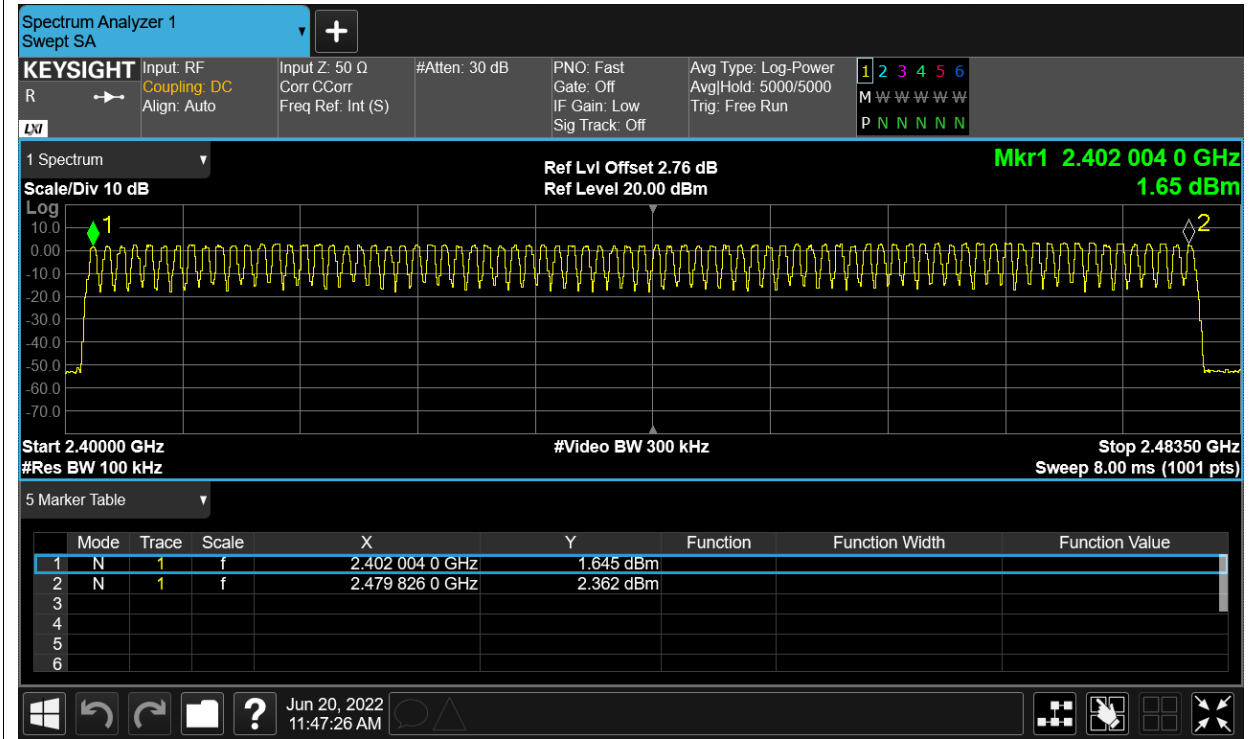 Spectrum Analyzer 1
Swept SA
+
KEYSIGHT Input: RF Input Z: 50 Ω #Atten: 30 dB PNO: Fast Avg Type: Log-Power 1 2 3 4 5 6
R Coupling: DC Corr CCorr Gate: Off Avg|Hold: 5000/5000 M W W W W W W
Align: Auto Freq Ref: Int (S) IF Gain: Low Trig: Free Run
LXI Sig Track: Off P N N N N N N
1 Spectrum Ref Lvl Offset 2.76 dB Mkr1 2.402 004 0 GHz
Scale/Div 10 dB Ref Level 20.00 dBm 1.65 dBm
Log
10.0 1 2
0.00
-10.0
-20.0
-30.0
-40.0
-50.0
-60.0
-70.0
Start 2.40000 GHz #Video BW 300 kHz Stop 2.48350 GHz
#Res BW 100 kHz Sweep 8.00 ms (1001 pts)
5 Marker Table
Mode Trace Scale X Y Function Function Width Function Value
1 N 1 f 2.402 004 0 GHz 1.645 dBm
2 N 1 f 2.479 826 0 GHz 2.362 dBm
3
4
5
6
? Jun 20, 2022
11:47:26 AM